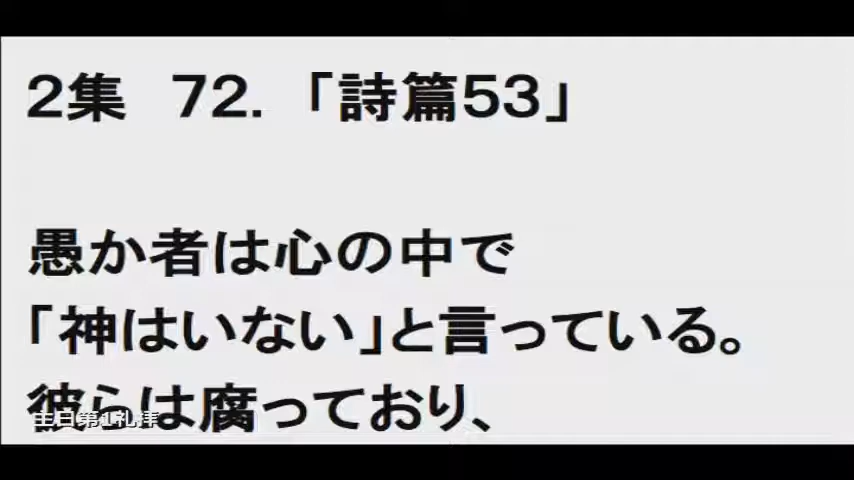 2集　72.「詩篇53」
愚か者は心の中で
「神はいない」と言っている。
彼らは腐っており、
主日第1礼拝